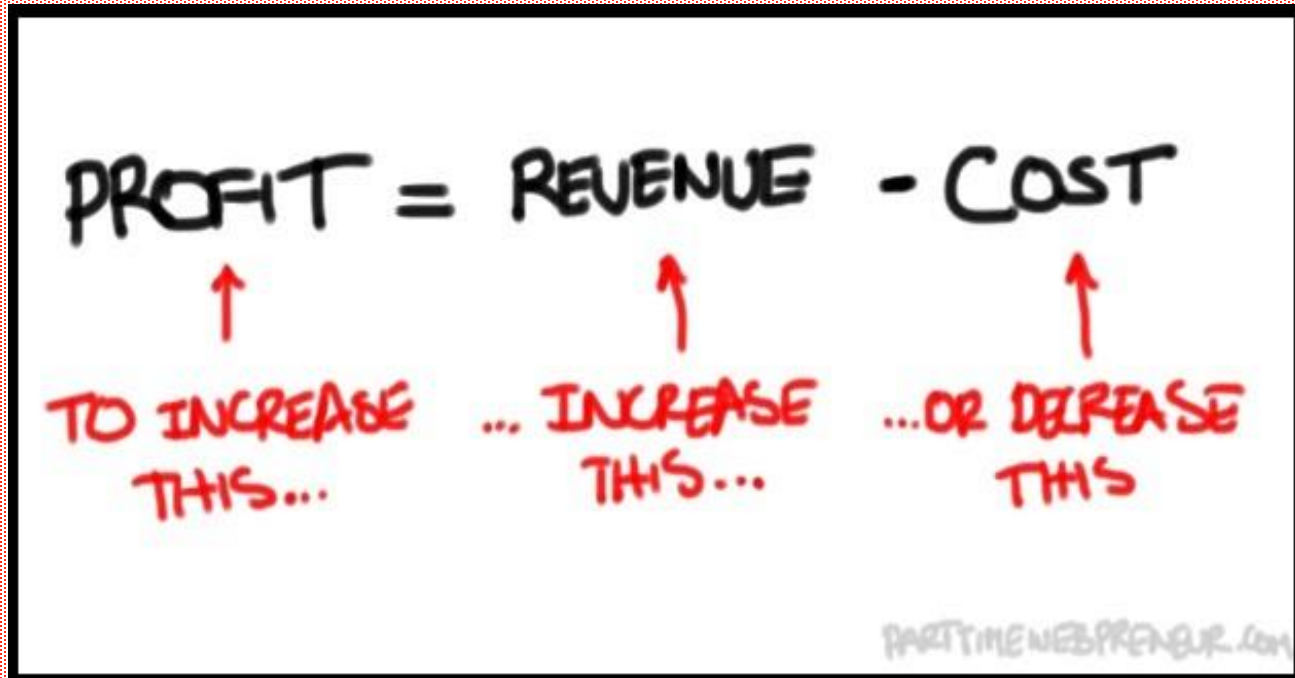 PROFIT = REVENUE - COST
TO INCREASE THIS...
... INCREASE THIS...
...OR DECREASE THIS
PARTTIMEWEBPRENEUR.COM